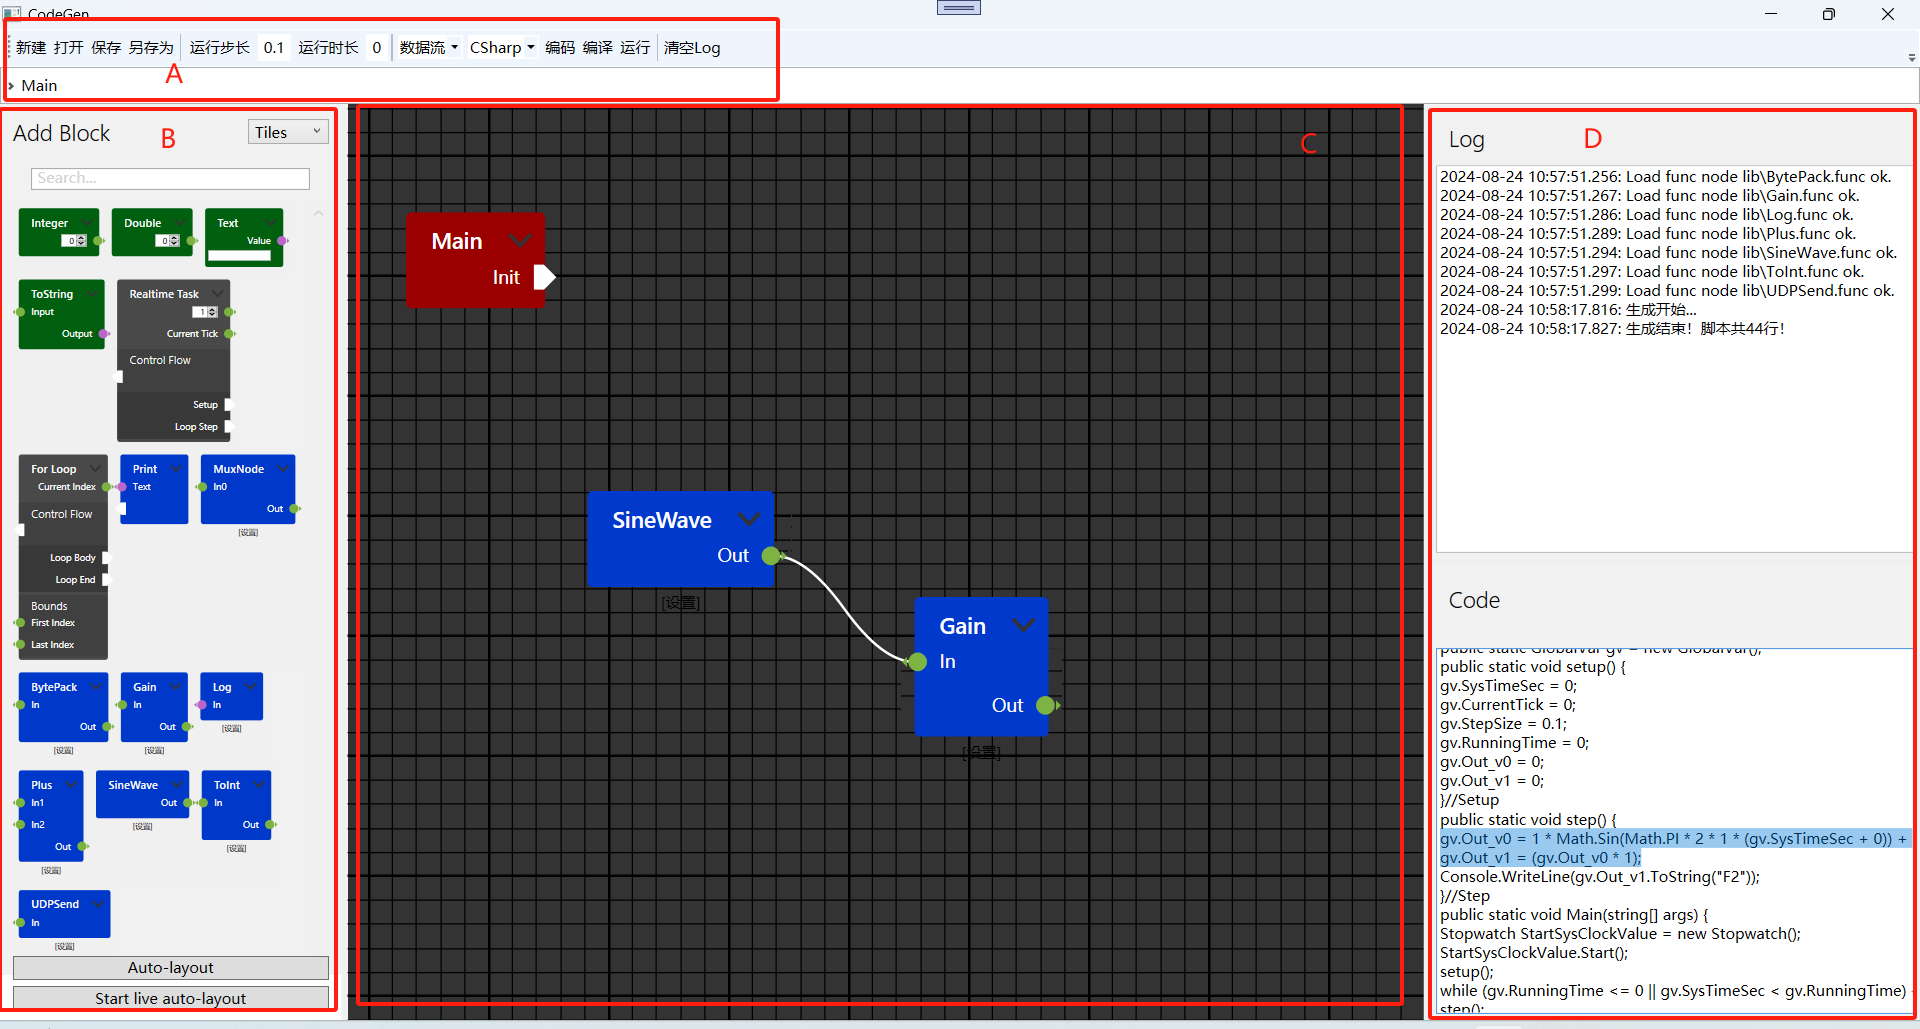 CodeGen
新建 打开 保存 另存为 运行步长 0.1 运行时长 0 数据流 CSharp 编码 编译 运行 清空Log
A
Main
Add Block
B
Tiles
Search...
Integer
0
Double
0
Text
Value
ToString
Input
Output
Realtime Task
1
Current Tick
Control Flow
Setup
Loop Step
For Loop
Current Index
Control Flow
Loop Body
Loop End
Bounds
First Index
Last Index
Print
Text
MuxNode
In0
Out
[设置]
BytePack
In
Out
[设置]
Gain
In
Out
[设置]
Log
In
[设置]
Plus
In1
In2
Out
[设置]
SineWave
Out
[设置]
ToInt
In
Out
[设置]
UDPSend
In
[设置]
Auto-layout
Start live auto-layout
C
Main
Init
SineWave
Out
[设置]
Gain
In
Out
[设置]
Log
D
2024-08-24 10:57:51.256: Load func node lib\BytePack.func ok.
2024-08-24 10:57:51.267: Load func node lib\Gain.func ok.
2024-08-24 10:57:51.286: Load func node lib\Log.func ok.
2024-08-24 10:57:51.289: Load func node lib\Plus.func ok.
2024-08-24 10:57:51.294: Load func node lib\SineWave.func ok.
2024-08-24 10:57:51.297: Load func node lib\ToInt.func ok.
2024-08-24 10:57:51.299: Load func node lib\UDPSend.func ok.
2024-08-24 10:58:17.816: 生成开始...
2024-08-24 10:58:17.827: 生成结束! 脚本共44行!
Code
public static GlobalVar gv = new GlobalVar();
public static void setup() {
gv.SysTimeSec = 0;
gv.CurrentTick = 0;
gv.StepSize = 0.1;
gv.RunningTime = 0;
gv.Out_v0 = 0;
gv.Out_v1 = 0;
}//Setup
public static void step() {
gv.Out_v0 = 1 * Math.Sin(Math.PI * 2 * 1 * (gv.SysTimeSec + 0)) +
gv.Out_v1 = (gv.Out_v0 * 1);
Console.WriteLine(gv.Out_v1.ToString("F2"));
}//Step
public static void Main(string[] args) {
Stopwatch StartSysClockValue = new Stopwatch();
StartSysClockValue.Start();
setup();
while (gv.RunningTime <= 0 || gv.SysTimeSec < gv.RunningTime)
step();